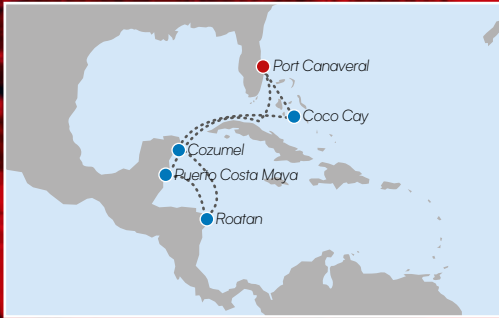 Port Canaveral
Coco Cay
Cozumel
Puerto Costa Maya
Roatan